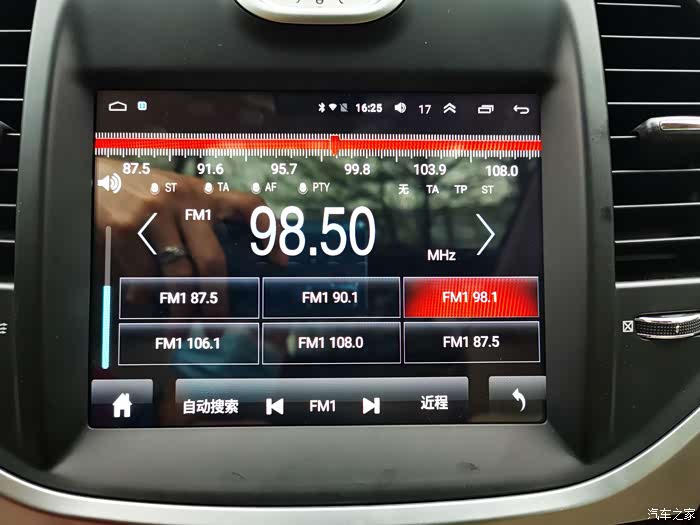 16:25 17
87.5 91.6 95.7 99.8 103.9 108.0
ST TA AF PTY 无 TA TP ST
FM1 98.50 MHz
FM1 87.5 FM1 90.1 FM1 98.1
FM1 106.1 FM1 108.0 FM1 87.5
自动搜索 FM1 近程
汽车之家